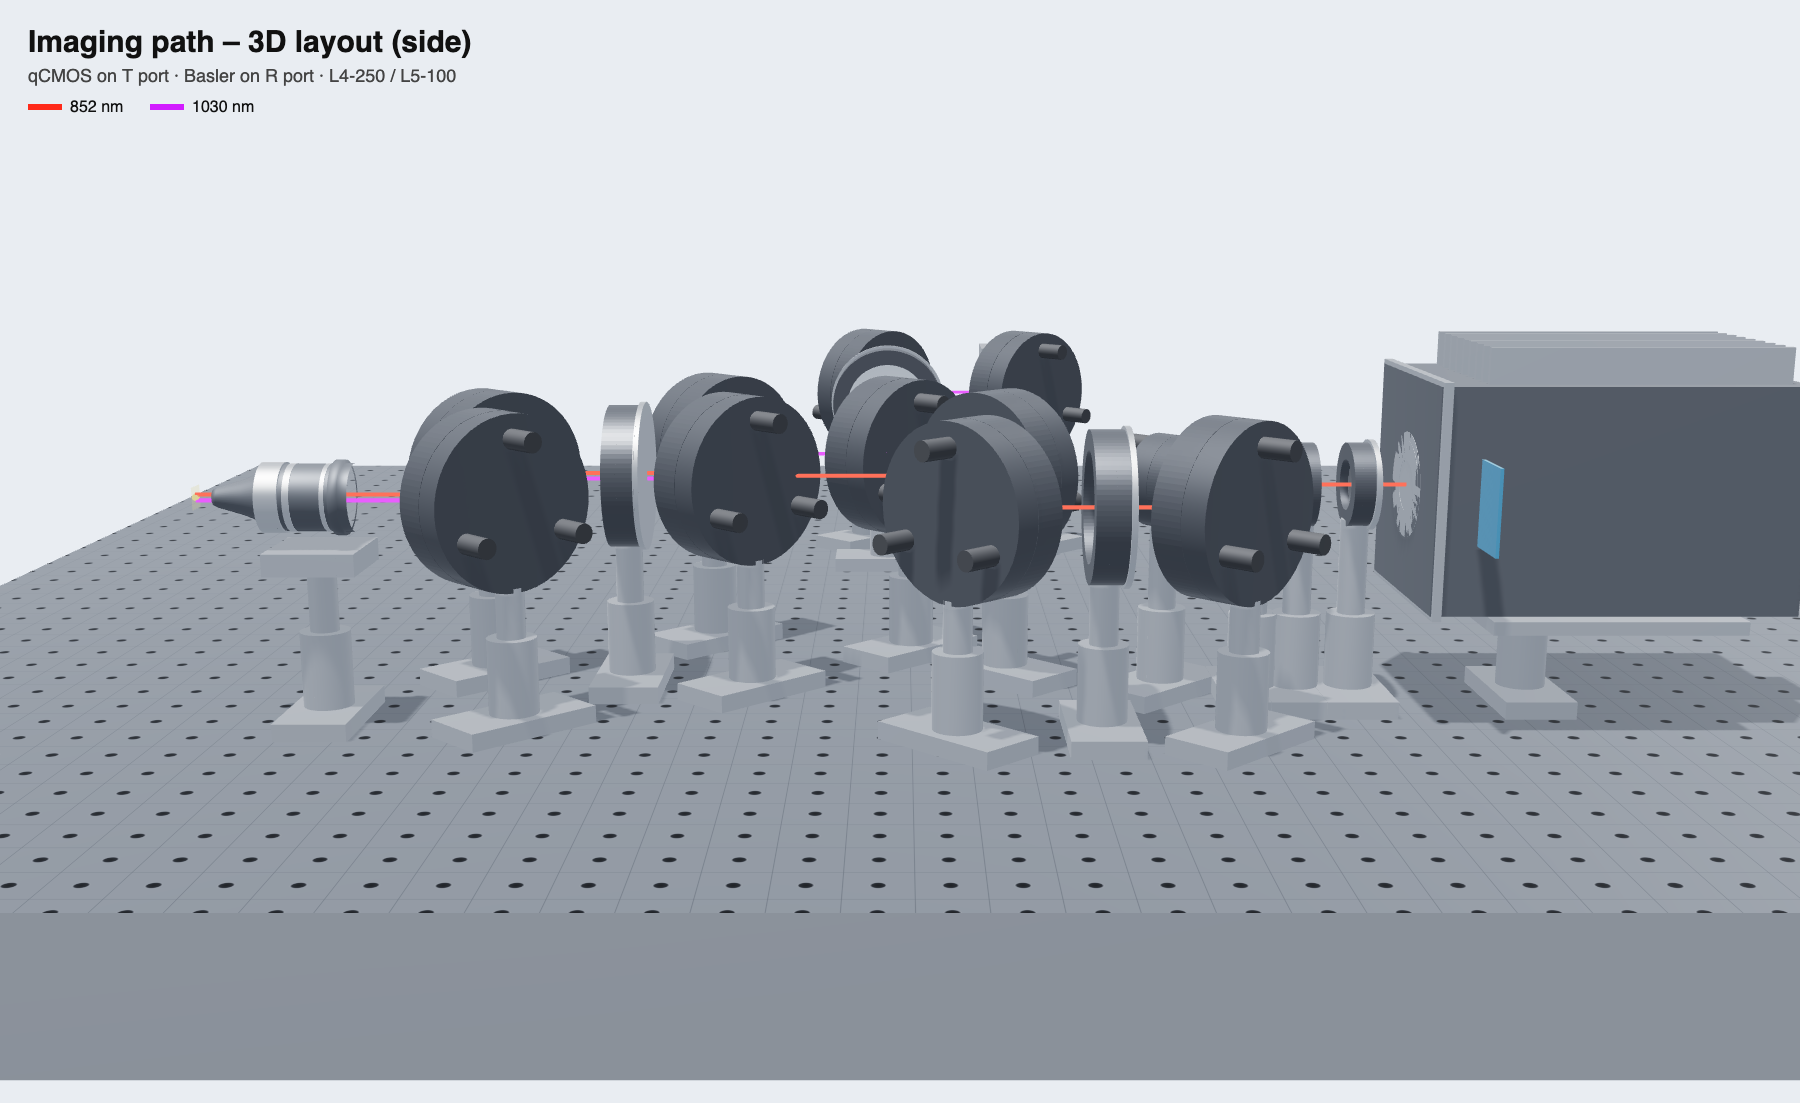 Imaging path – 3D layout (side)
qCMOS on T port · Basler on R port · L4-250 / L5-100
852 nm 1030 nm